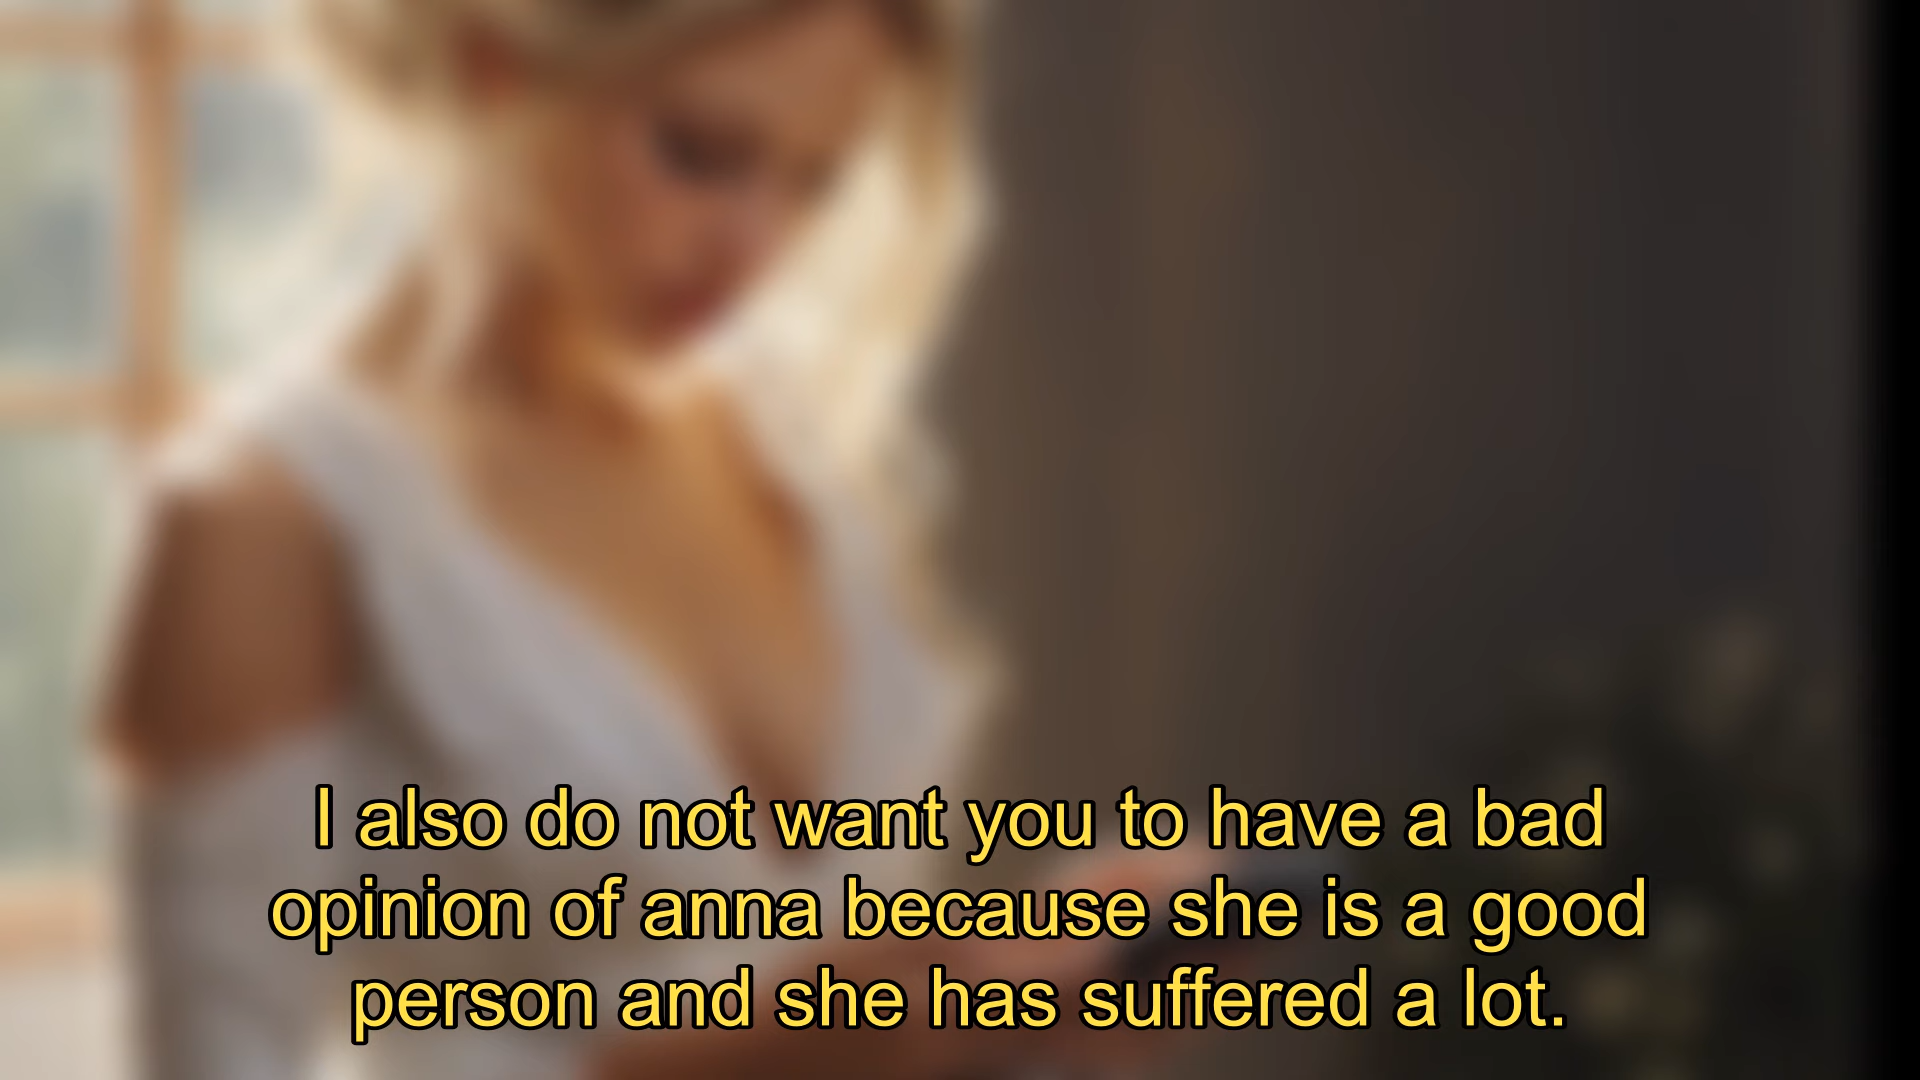 I also do not want you to have a bad
opinion of anna because she is a good
person and she has suffered a lot.